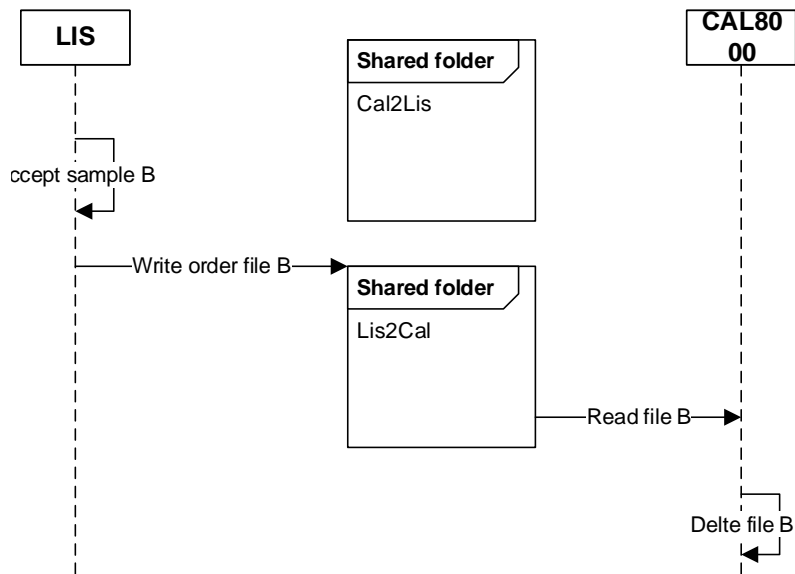 LIS
CAL80
00
Shared folder
Cal2Lis
ccept sample B
Write order file B
Shared folder
Lis2Cal
Read file B
Delte file B